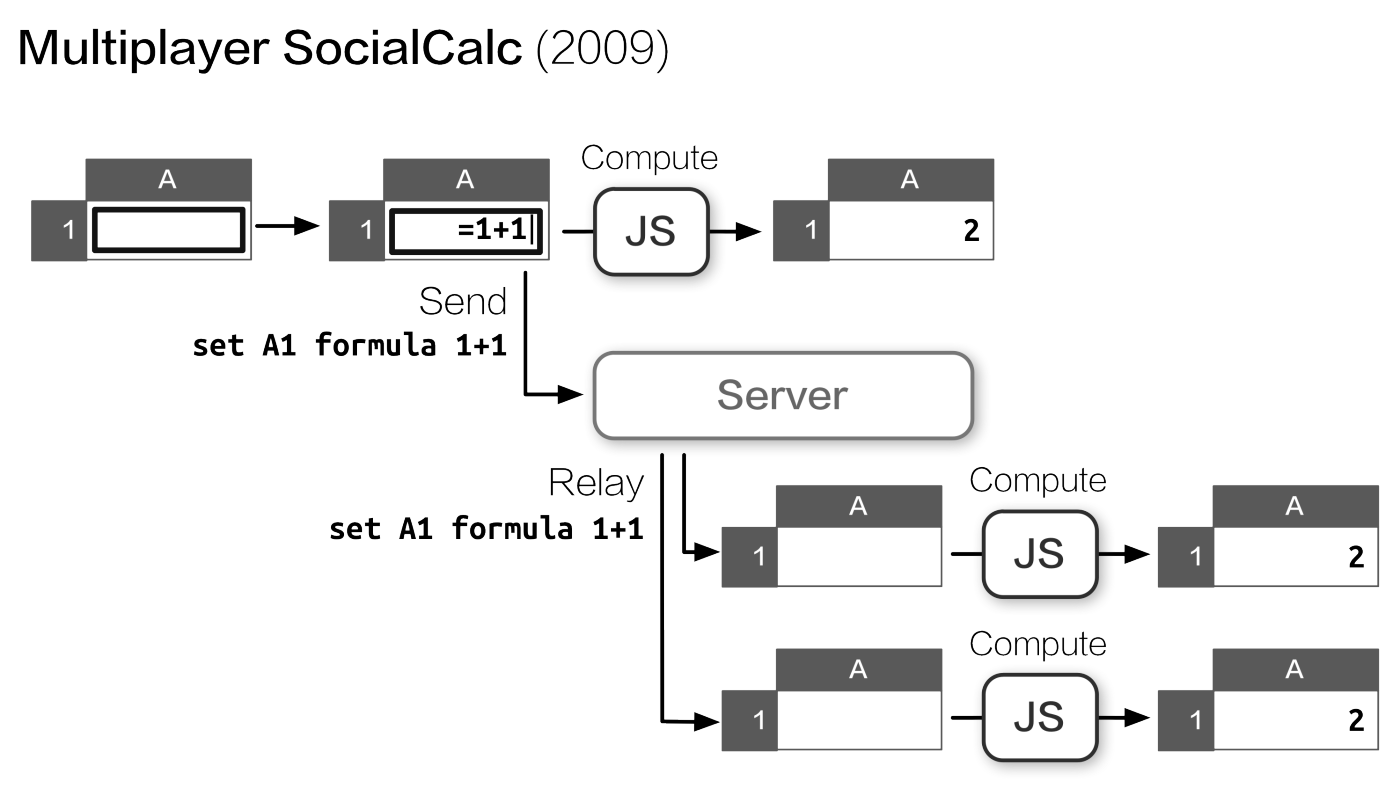 Multiplayer SocialCalc (2009)
Compute
A
A
A
1
1
=1+1
JS
1
2
Send
set A1 formula 1+1
Server
Relay
set A1 formula 1+1
Compute
A
A
1
JS
1
2
Compute
A
A
1
JS
1
2